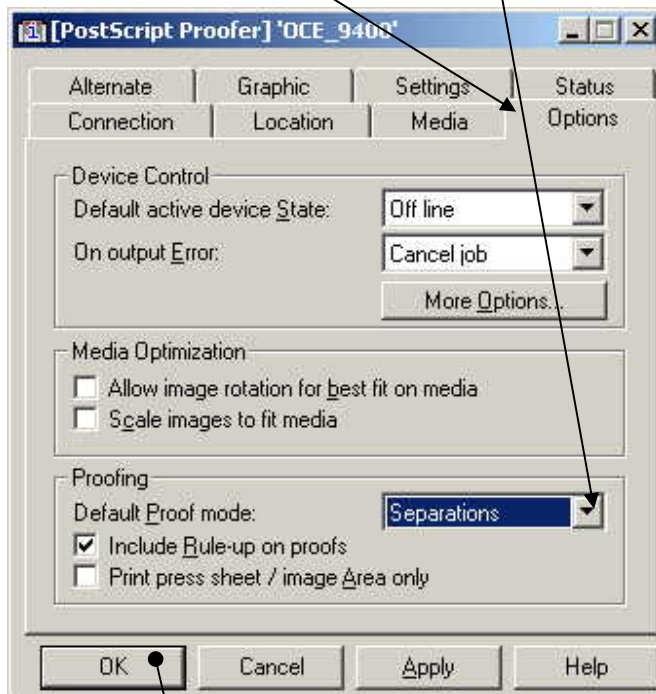 [PostScript Proofer] 'OCE_9400'
Alternate Graphic Settings Status
Connection Location Media Options
Device Control
Default active device State: Off line
On output Error: Cancel job
More Options...
Media Optimization
Allow image rotation for best fit on media
Scale images to fit media
Proofing
Default Proof mode: Separations
Include Rule-up on proofs
Print press sheet / image Area only
OK Cancel Apply Help